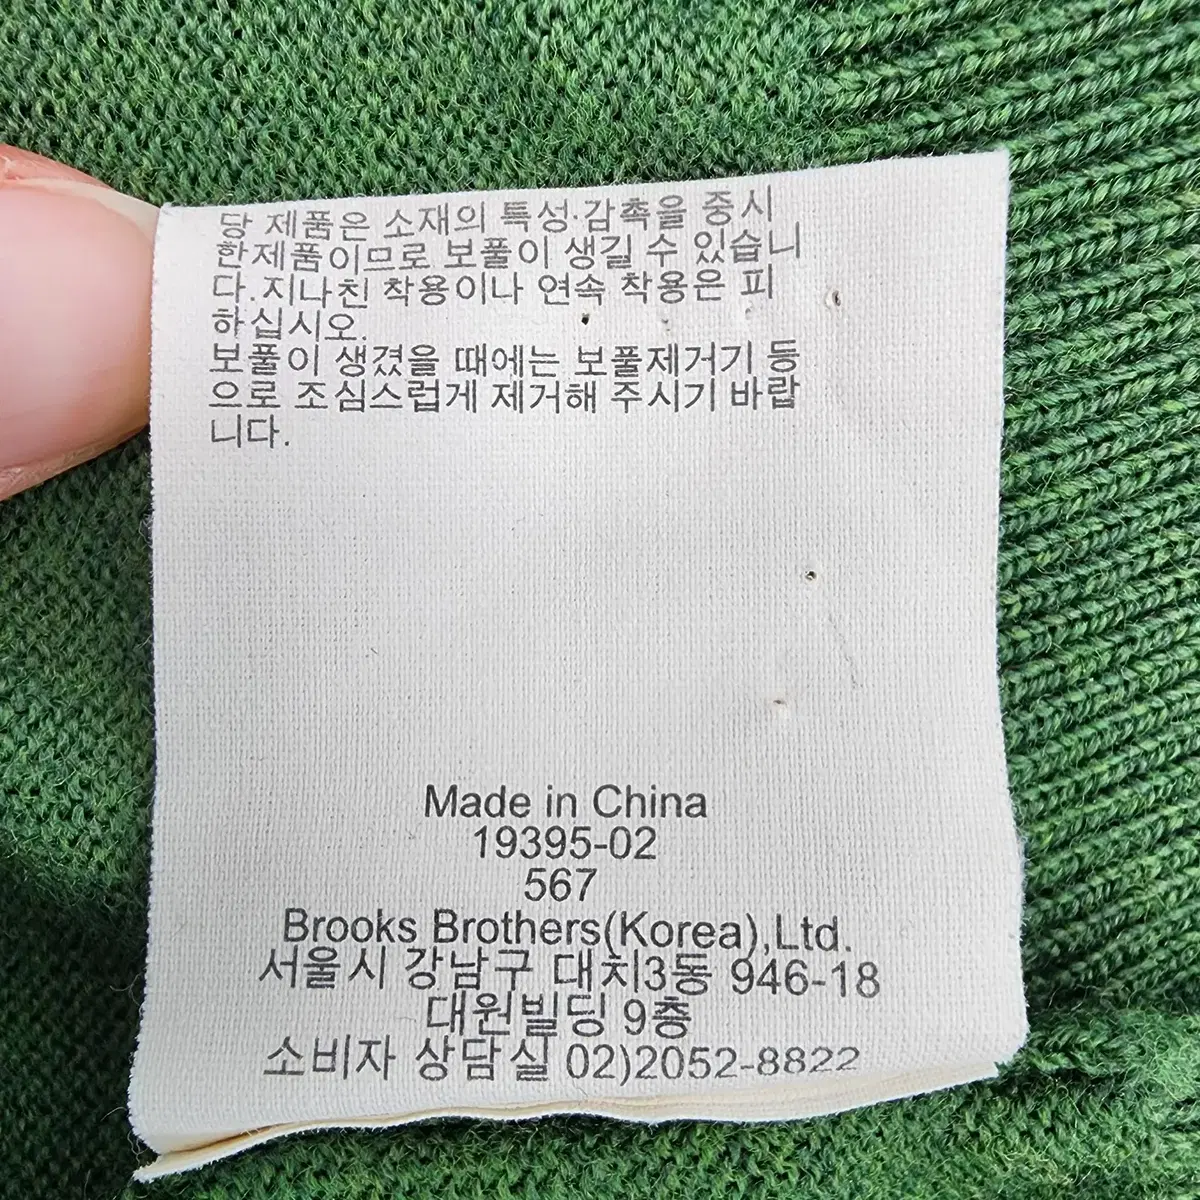 당 제품은 소재의 특성·감촉을 중시
한제품이므로 보풀이 생길 수 있습니
다.지나친 착용이나 연속 착용은 피
하십시오.
보풀이 생겼을 때에는 보풀제거기 등
으로 조심스럽게 제거해 주시기 바랍
니다.
Made in China
19395-02
567
Brooks Brothers(Korea),Ltd.
서울시 강남구 대치3동 946-18
대원빌딩 9층
소비자 상담실 02)2052-8822